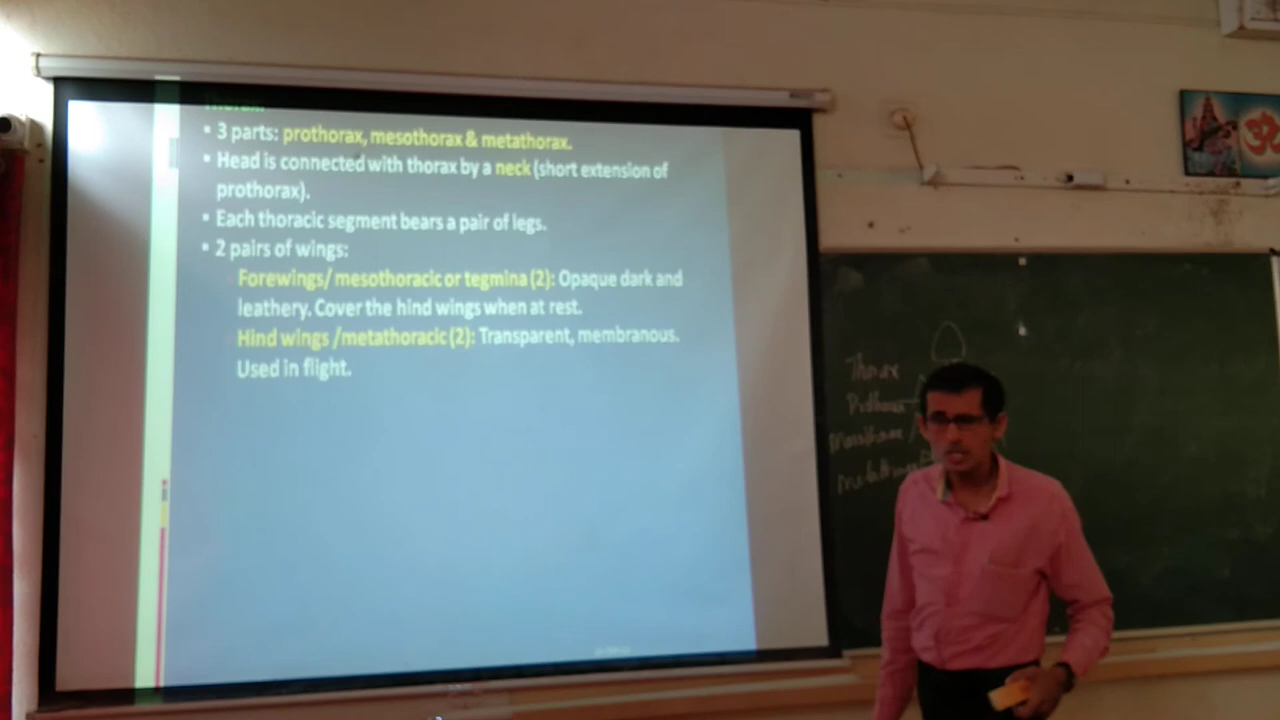 Thorax:
▪ 3 parts: prothorax, mesothorax & metathorax.
▪ Head is connected with thorax by a neck (short extension of
prothorax).
▪ Each thoracic segment bears a pair of legs.
▪ 2 pairs of wings:
Forewings/ mesothoracic or tegmina (2): Opaque dark and
leathery. Cover the hind wings when at rest.
Hind wings /metathoracic (2): Transparent, membranous.
Used in flight.
Thorax